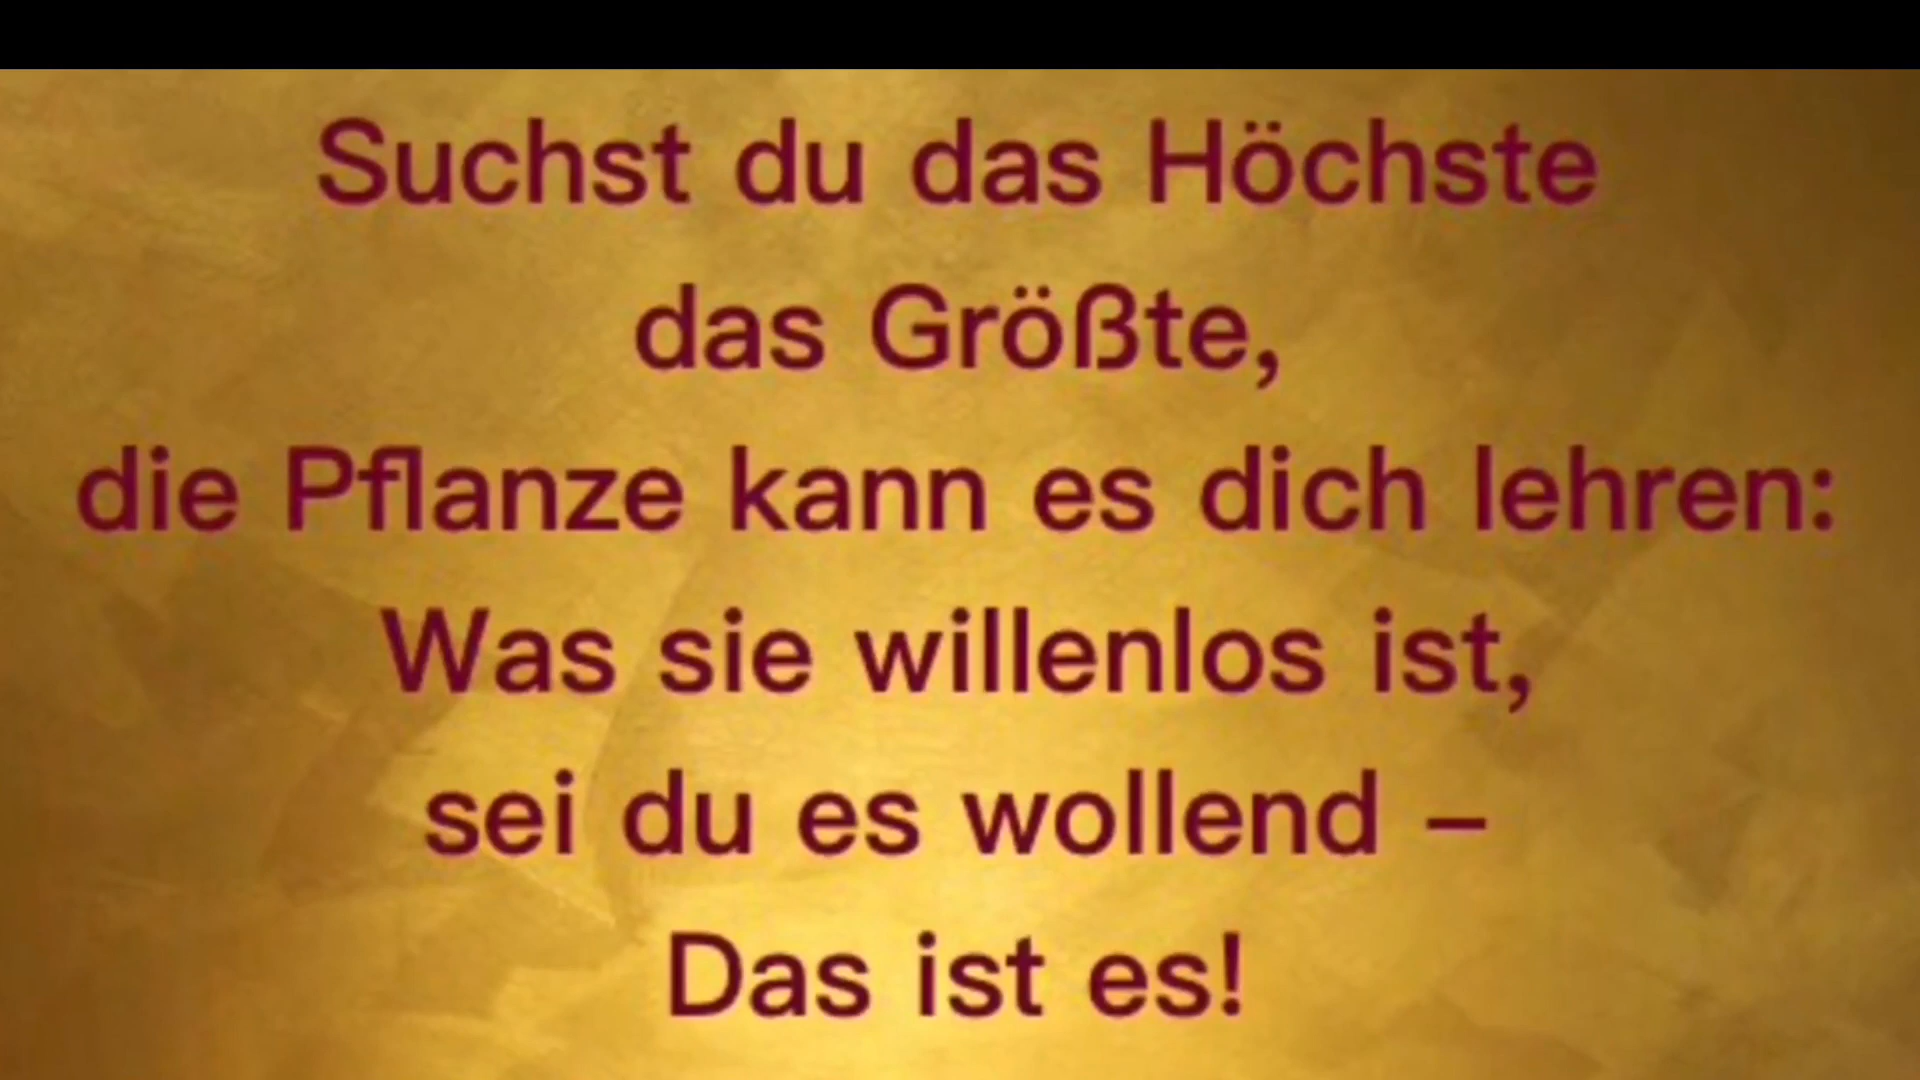 Suchst du das Höchste
das Größte,
die Pflanze kann es dich lehren:
Was sie willenlos ist,
sei du es wollend –
Das ist es!